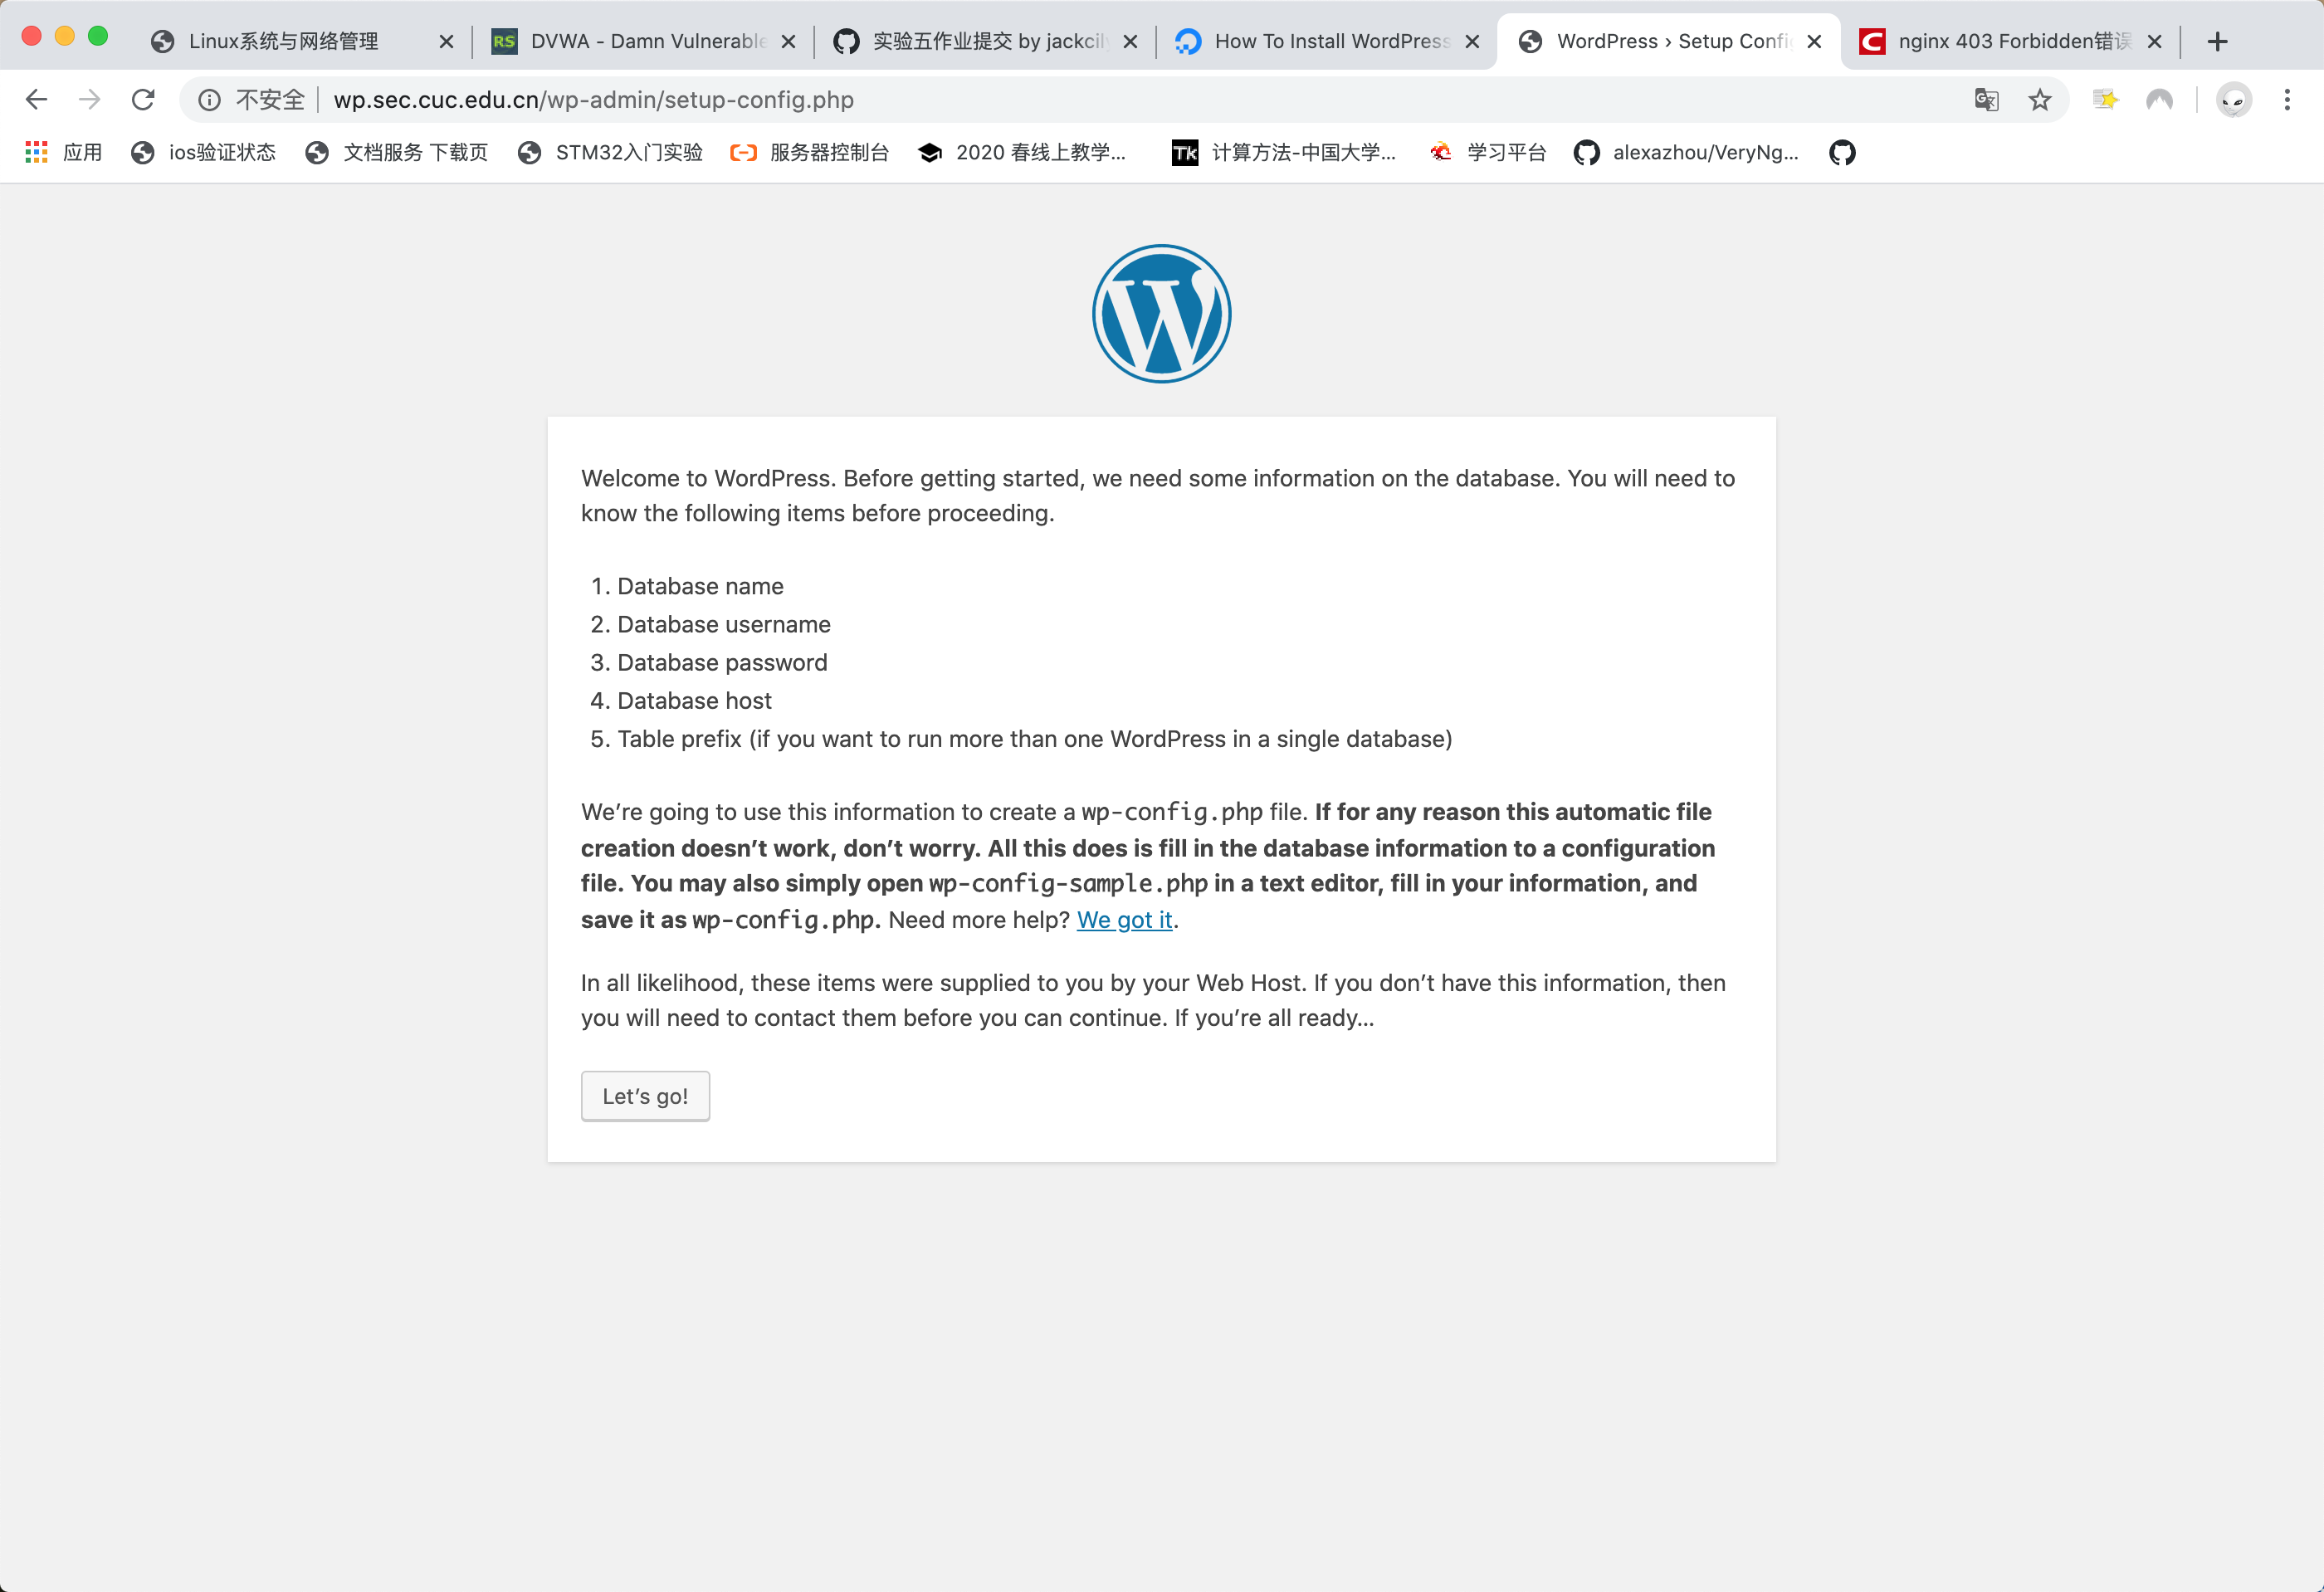 Linux系统与网络管理
DVWA - Damn Vulnerable
实验五作业提交 by jackcily
How To Install WordPress
WordPress › Setup Confi
nginx 403 Forbidden错误
不安全
wp.sec.cuc.edu.cn/wp-admin/setup-config.php
应用
ios验证状态
文档服务 下载页
STM32入门实验
服务器控制台
2020 春线上教学...
计算方法-中国大学...
学习平台
alexazhou/VeryNg...
Welcome to WordPress. Before getting started, we need some information on the database. You will need to
know the following items before proceeding.
1. Database name
2. Database username
3. Database password
4. Database host
5. Table prefix (if you want to run more than one WordPress in a single database)
We’re going to use this information to create a wp-config.php file. If for any reason this automatic file
creation doesn’t work, don’t worry. All this does is fill in the database information to a configuration
file. You may also simply open wp-config-sample.php in a text editor, fill in your information, and
save it as wp-config.php. Need more help? We got it.
In all likelihood, these items were supplied to you by your Web Host. If you don’t have this information, then
you will need to contact them before you can continue. If you’re all ready…
Let’s go!